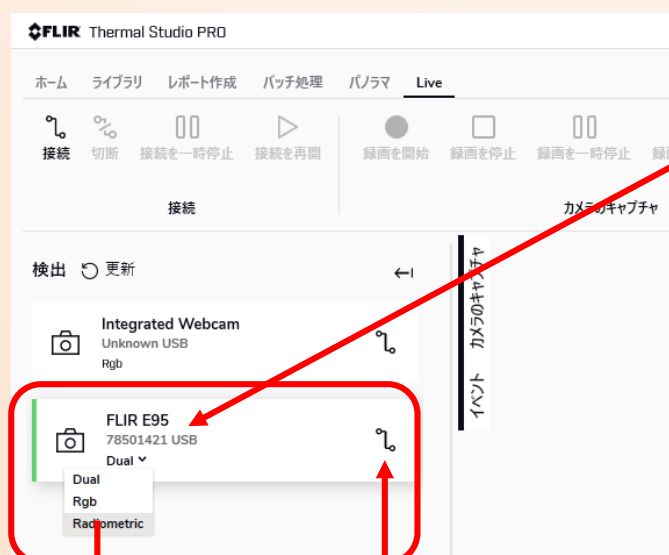 FLIR Thermal Studio PRO
ホーム ライブラリ レポート作成 バッチ処理 パノラマ Live
接続 切断 接続を一時停止 接続を再開 録画を開始 録画を停止 録画を一時停止
接続 カメラのキャプチャ
検出 更新
Integrated Webcam
Unknown USB
Rgb
FLIR E95
78501421 USB
Dual
Dual
Rgb
Radiometric
カメラのキャプチャ
イベント